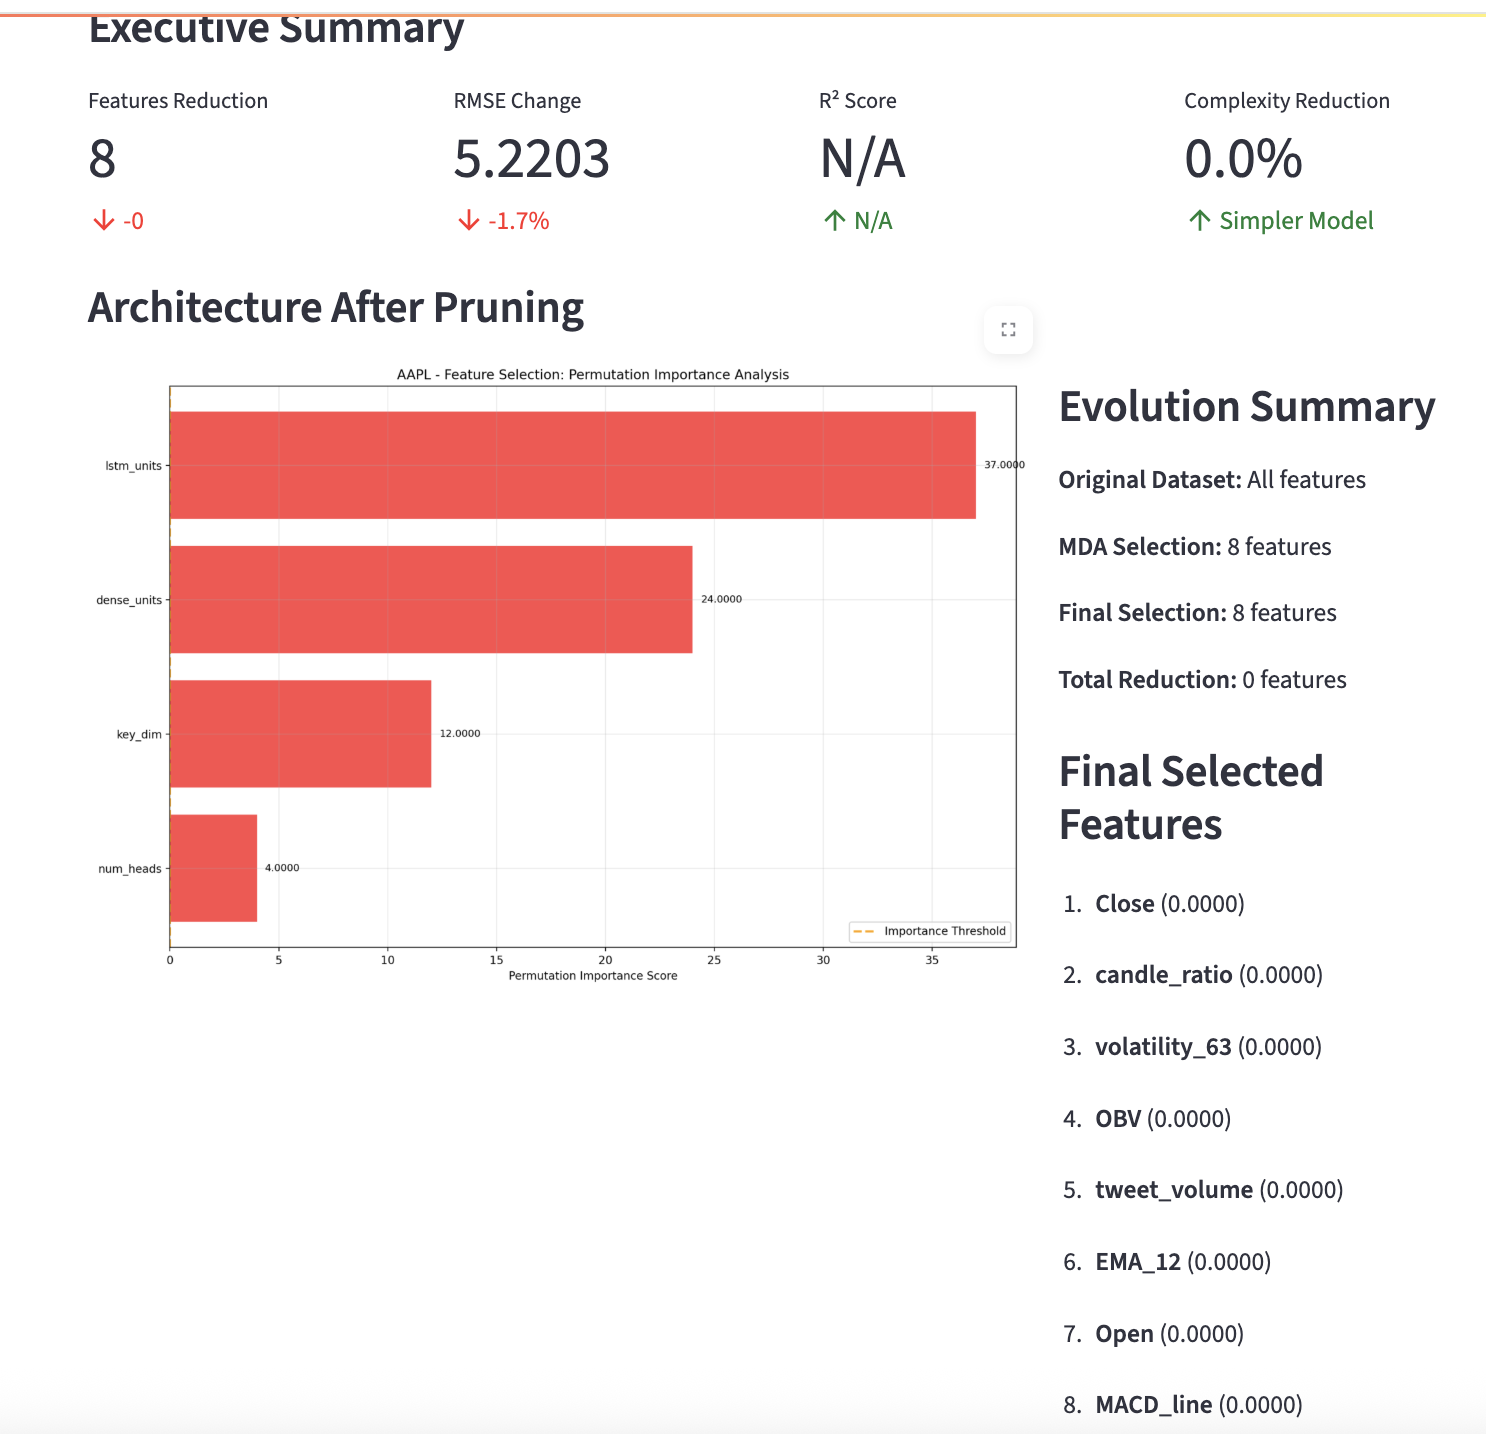 Executive Summary
Features Reduction
8
↓ -0
RMSE Change
5.2203
↓ -1.7%
R² Score
N/A
↑ N/A
Complexity Reduction
0.0%
↑ Simpler Model
Architecture After Pruning
AAPL - Feature Selection: Permutation Importance Analysis
lstm_units
37.0000
dense_units
24.0000
key_dim
12.0000
num_heads
4.0000
Importance Threshold
0 5 10 15 20 25 30 35
Permutation Importance Score
Evolution Summary
Original Dataset: All features
MDA Selection: 8 features
Final Selection: 8 features
Total Reduction: 0 features
Final Selected
Features
1. Close (0.0000)
2. candle_ratio (0.0000)
3. volatility_63 (0.0000)
4. OBV (0.0000)
5. tweet_volume (0.0000)
6. EMA_12 (0.0000)
7. Open (0.0000)
8. MACD_line (0.0000)